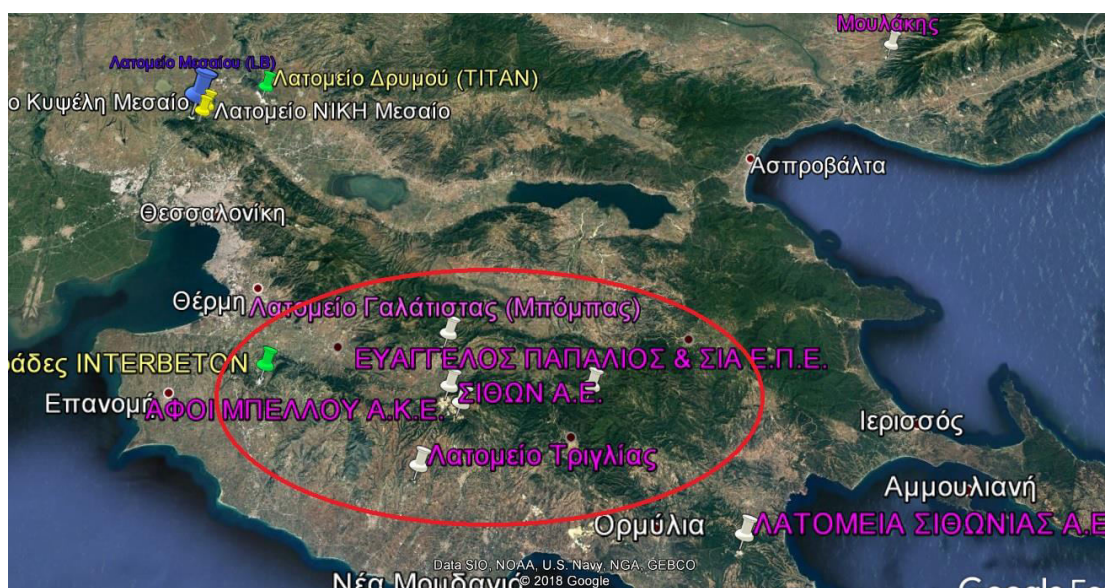 Μουλάκης
Λατομείο Μεσαίου (LB)
Λατομείο Δρυμού (TITAN)
ο Κυψέλη Μεσαίο
Λατομείο ΝΙΚΗ Μεσαίο
Ασπροβάλτα
Θεσσαλονίκη
Θέρμη
Λατομείο Γαλάτιστας (Μπόμπας)
ράδες INTERBETON
ΕΥΑΓΓΕΛΟΣ ΠΑΠΑΛΙΟΣ & ΣΙΑ Ε.Π.Ε.
ΣΙΘΩΝ Α.Ε.
Επανομή
ΑΦΟΙ ΜΠΕΛΛΟΥ Α.Κ.Ε.
Ιερισσός
Λατομείο Τριγλίας
Αμμουλιανή
Ορμύλια
ΛΑΤΟΜΕΙΑ ΣΙΘΩΝΙΑΣ Α.Ε
Data SIO, NOAA, U.S. Navy, NGA, GEBCO
© 2018 Google
Νέα Μουδανιά